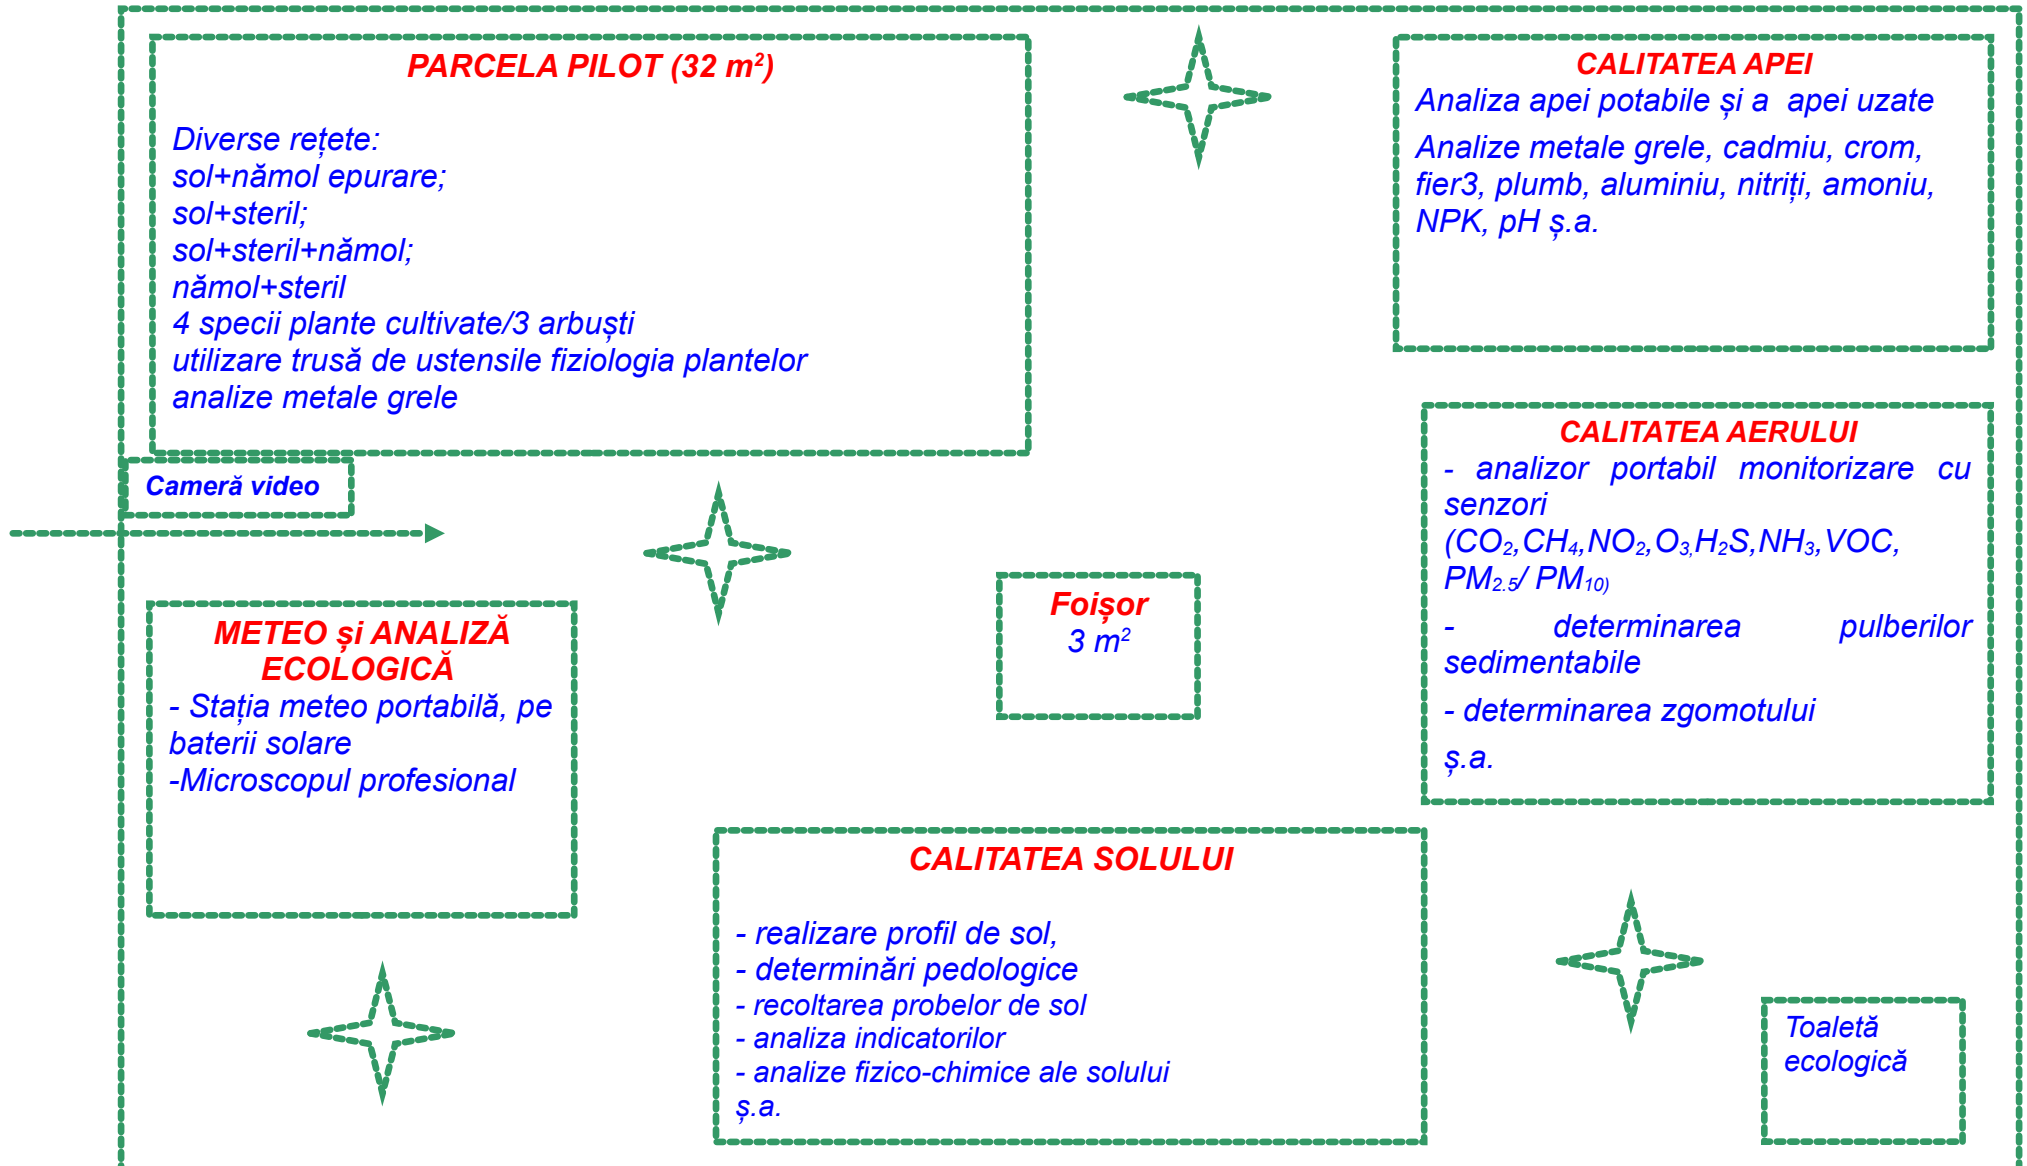 PARCELA PILOT (32 m²)
Diverse rețete:
sol+nămol epurare;
sol+steril;
sol+steril+nămol;
nămol+steril
4 specii plante cultivate/3 arbuști
utilizare trusă de ustensile fiziologia plantelor
analize metale grele
CALITATEA APEI
Analiza apei potabile și a apei uzate
Analize metale grele, cadmiu, crom,
fier3, plumb, aluminiu, nitriți, amoniu,
NPK, pH ș.a.
Cameră video
CALITATEA AERULUI
- analizor portabil monitorizare cu
senzori
(CO₂,CH₄,NO₂,O₃,H₂S,NH₃,VOC,
PM₂.₅/ PM₁₀)
- determinarea pulberilor
sedimentabile
- determinarea zgomotului
ș.a.
Foișor
3 m²
METEO și ANALIZĂ
ECOLOGICĂ
- Stația meteo portabilă, pe
baterii solare
-Microscopul profesional
CALITATEA SOLULUI
- realizare profil de sol,
- determinări pedologice
- recoltarea probelor de sol
- analiza indicatorilor
- analize fizico-chimice ale solului
ș.a.
Toaletă
ecologică